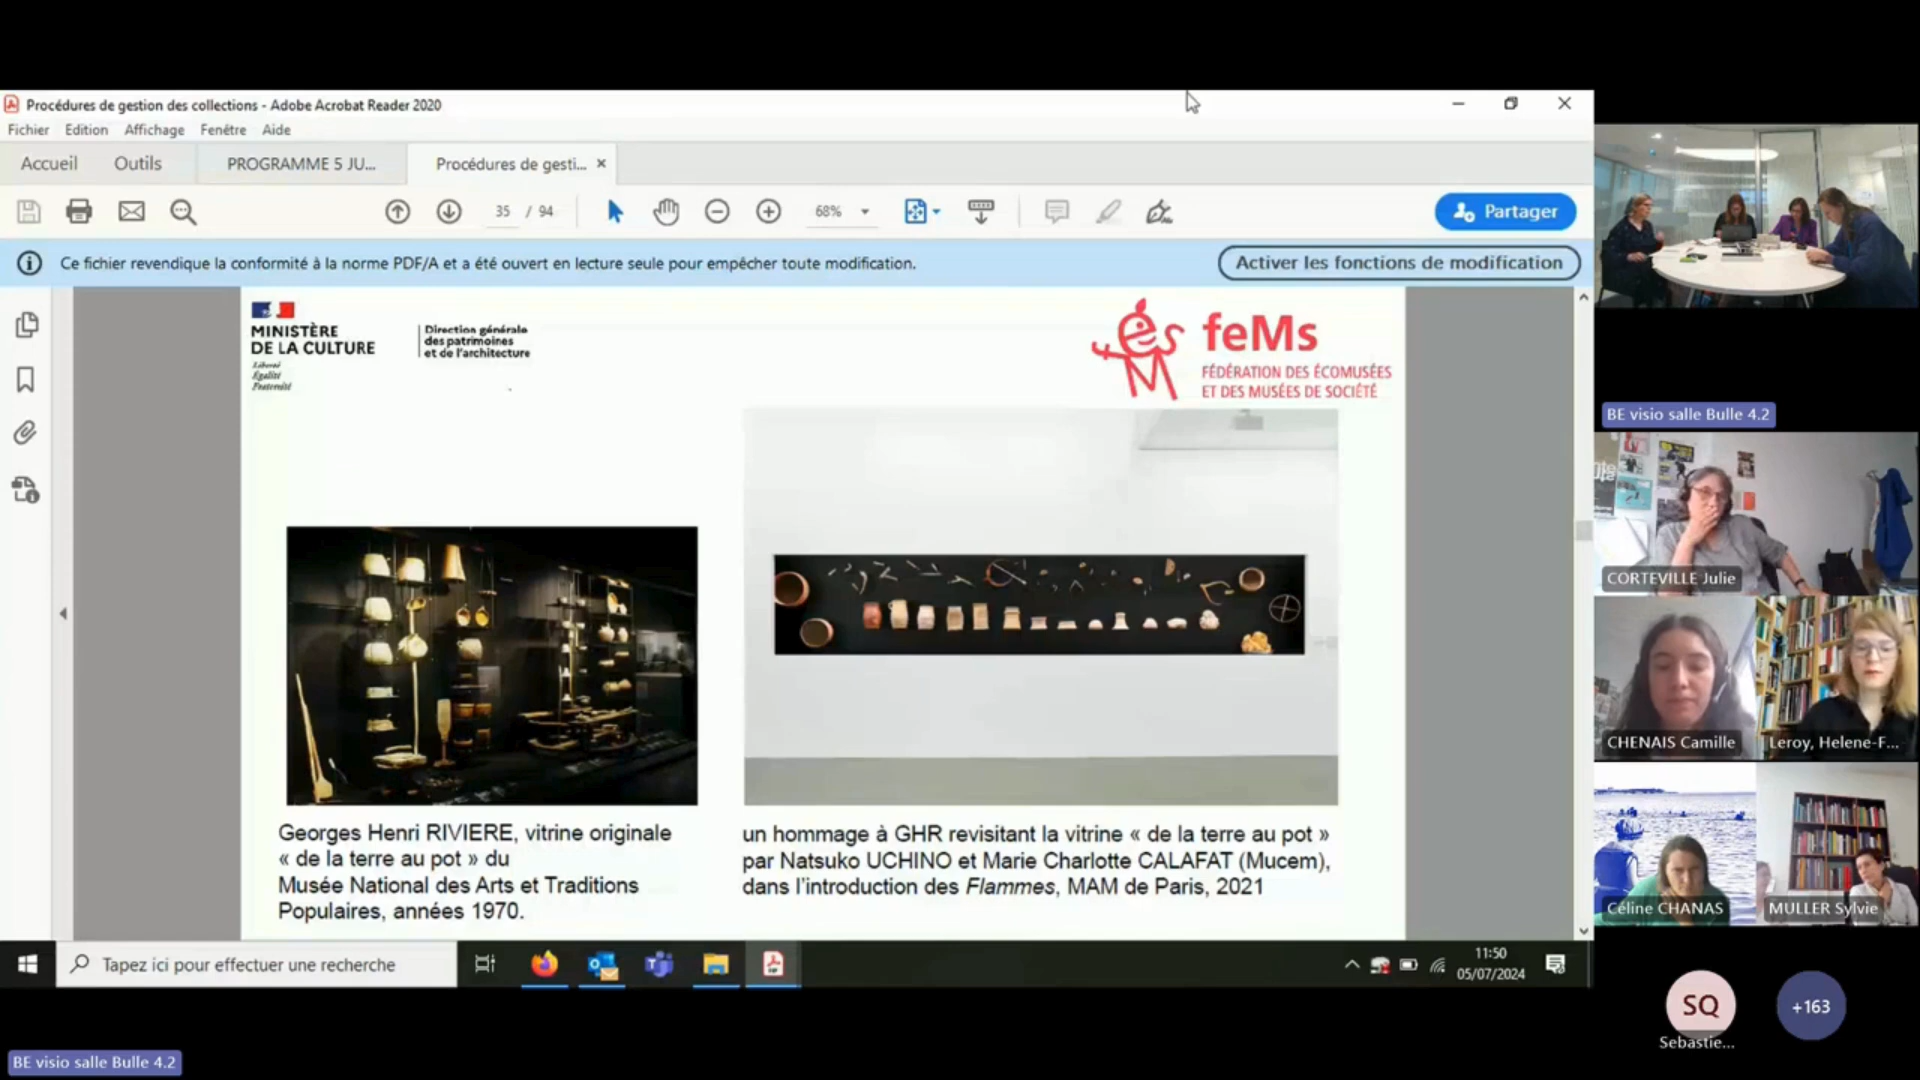 Procédures de gestion des collections - Adobe Acrobat Reader 2020
Fichier Edition Affichage Fenêtre Aide
Accueil Outils PROGRAMME 5 JU... Procédures de gesti... ×
35 / 94 68% Partager
Ce fichier revendique la conformité à la norme PDF/A et a été ouvert en lecture seule pour empêcher toute modification. Activer les fonctions de modification
MINISTÈRE
DE LA CULTURE
Liberté
Égalité
Fraternité
Direction générale
des patrimoines
et de l'architecture
feMs
FÉDÉRATION DES ÉCOMUSÉES
ET DES MUSÉES DE SOCIÉTÉ
Georges Henri RIVIERE, vitrine originale
« de la terre au pot » du
Musée National des Arts et Traditions
Populaires, années 1970.
un hommage à GHR revisitant la vitrine « de la terre au pot »
par Natsuko UCHINO et Marie Charlotte CALAFAT (Mucem),
dans l'introduction des Flammes, MAM de Paris, 2021
Tapez ici pour effectuer une recherche
11:50
05/07/2024
BE visio salle Bulle 4.2
CORTEVILLE Julie
CHENAIS Camille
Leroy, Helene-F...
Céline CHANAS
MULLER Sylvie
SQ
Sebastie...
+163
BE visio salle Bulle 4.2